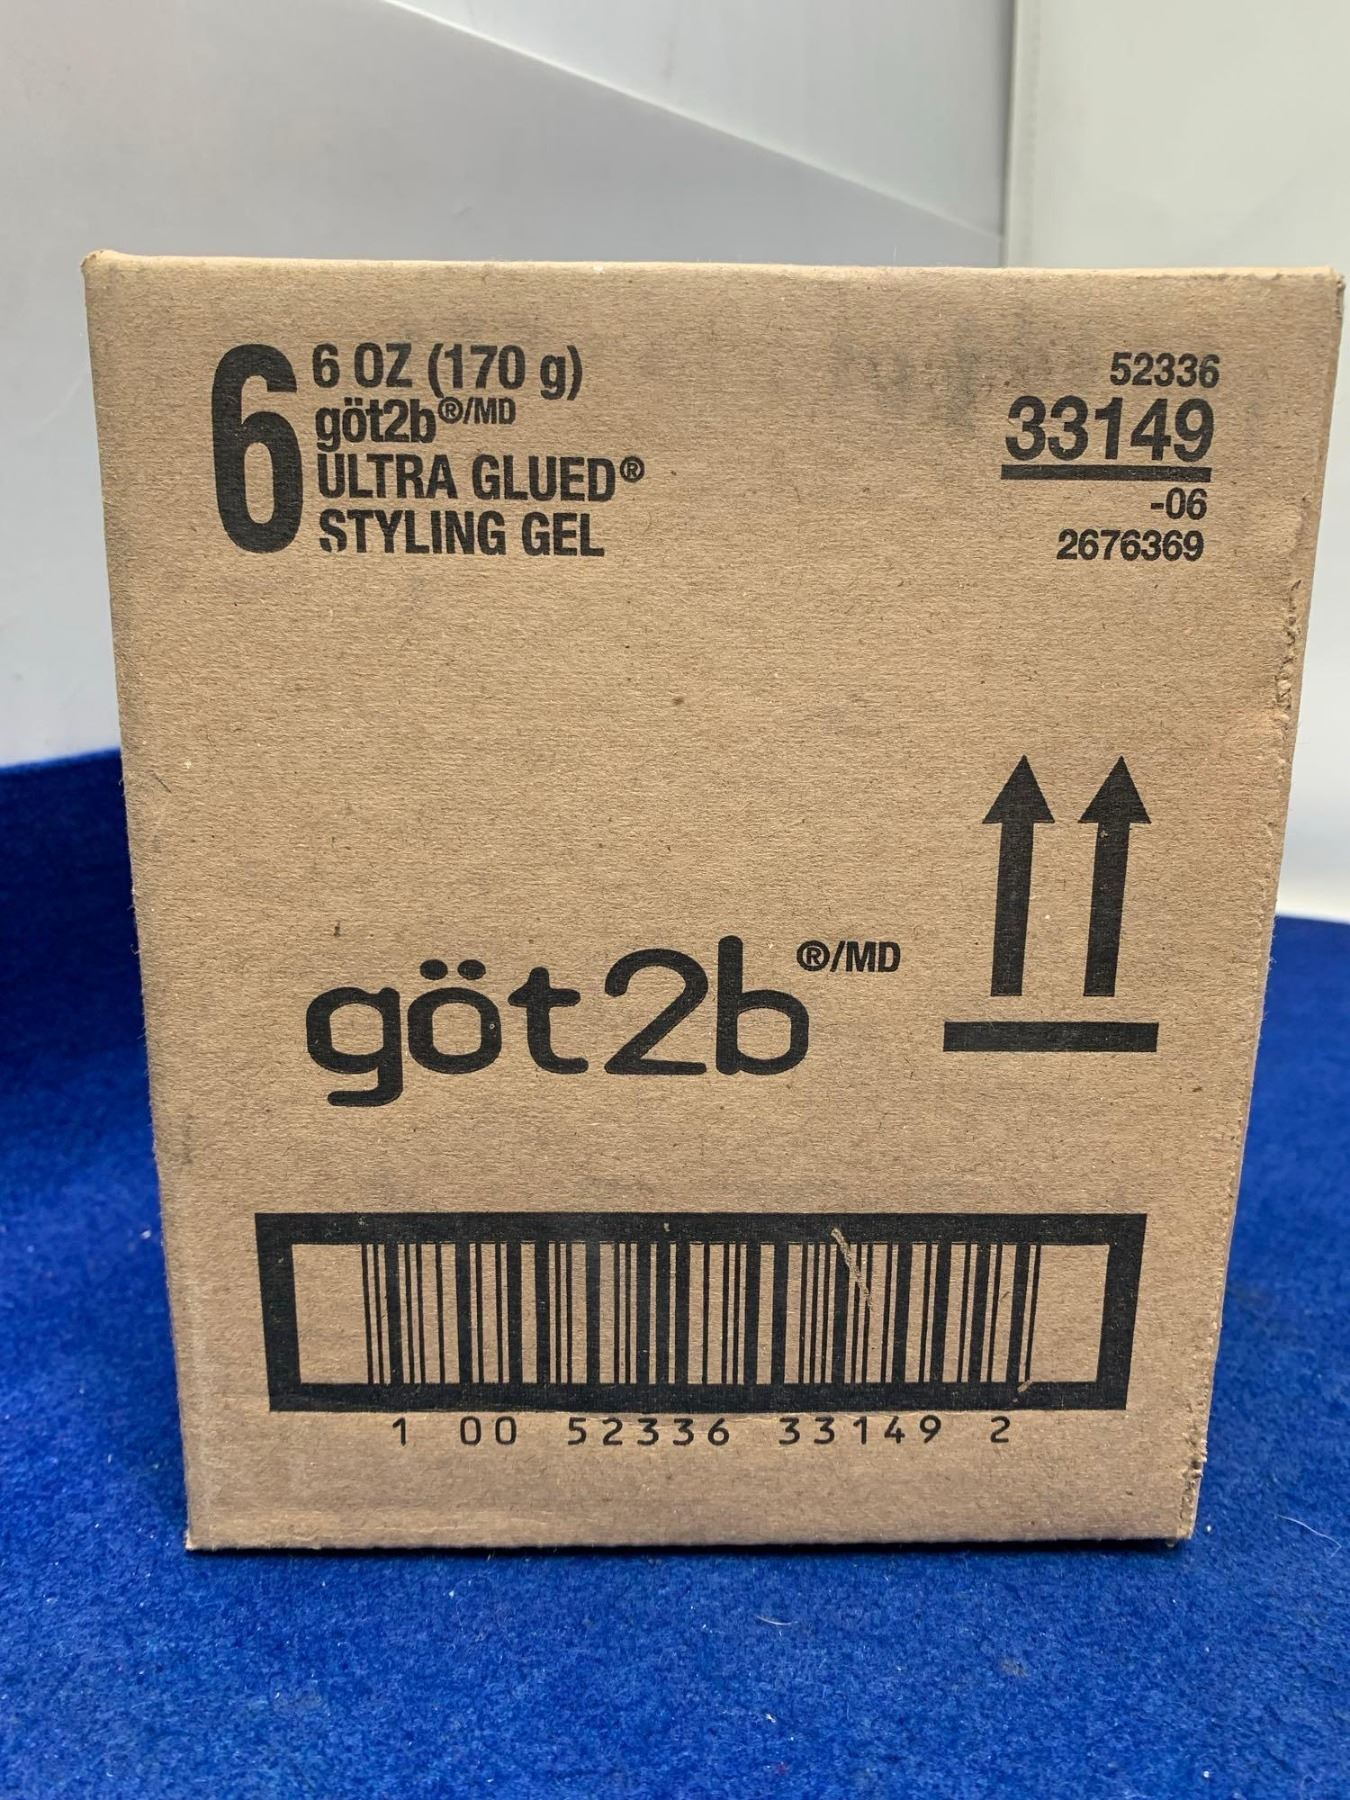 6
6 OZ (170 g)
göt2b®/MD
ULTRA GLUED®
STYLING GEL
52336
33149
-06
2676369
göt2b®/MD
1 00 52336 33149 2